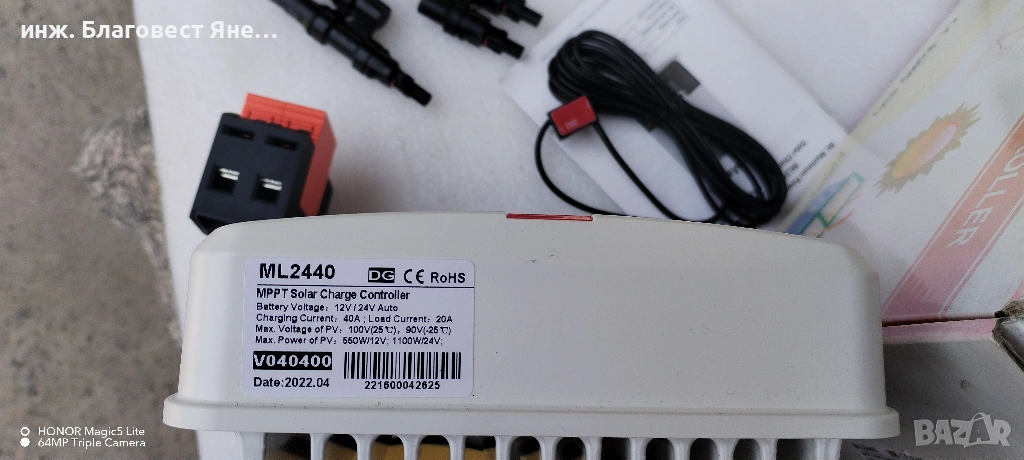 инж. Благовест Яне...
ROLLER
ML2440 DG CE RoHS
MPPT Solar Charge Controller
Battery Voltage: 12V / 24V Auto
Charging Current: 40A ; Load Current: 20A
Max. Voltage of PV: 100V(25℃), 90V(-25℃)
Max. Power of PV: 550W/12V; 1100W/24V;
V040400
Date:2022.04
221600042625
HONOR Magic5 Lite
64MP Triple Camera
BAZAR